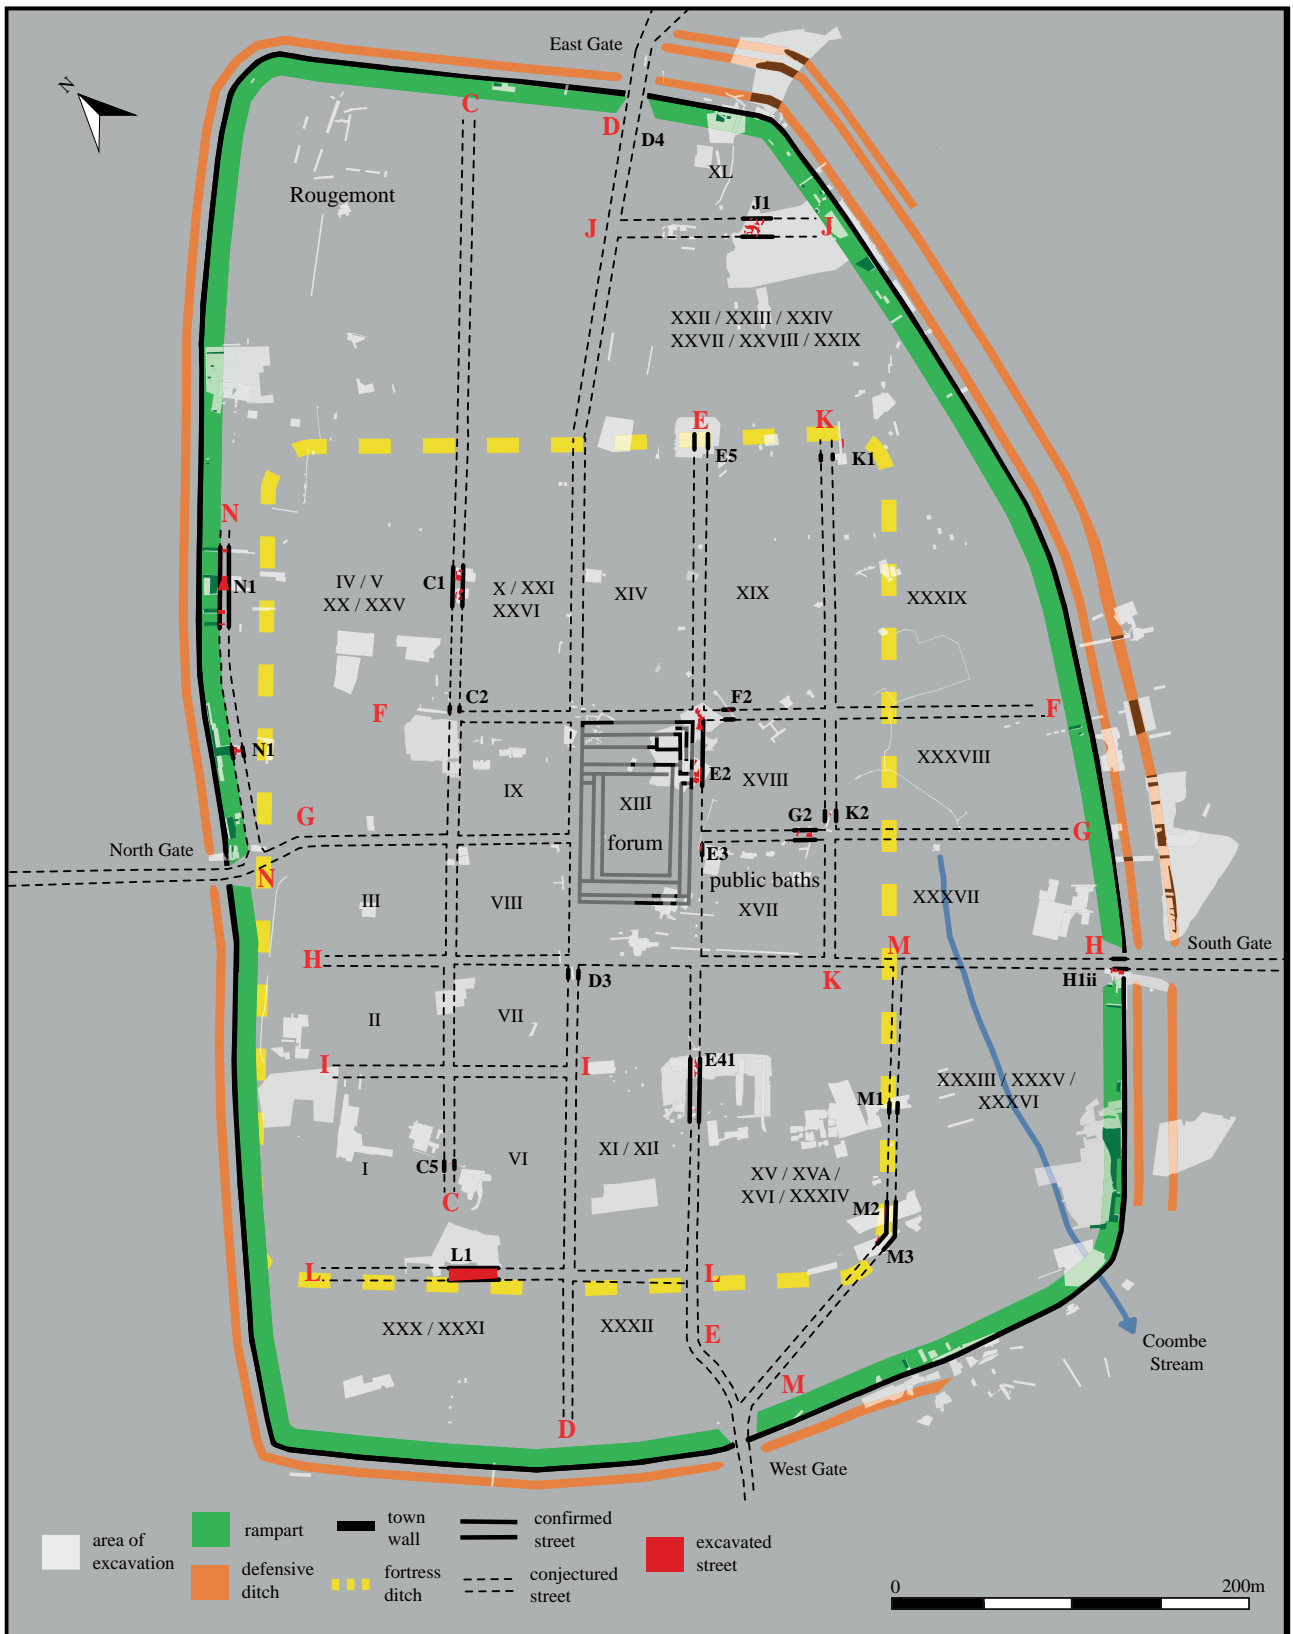 East Gate
N
C
D
D4
XL
Rougemont
J1
J
J
XXII / XXIII / XXIV
XXVII / XXVIII / XXIX
E
K
E5
K1
N
N1
IV / V
XX / XXV
C1
X / XXI
XXVI
XIV
XIX
XXXIX
C2
F2
F
F
N1
E2
XVIII
XXXVIII
IX
XIII
G
G2
K2
G
forum
North Gate
E3
N
public baths
III
VIII
XVII
XXXVII
M
H
South Gate
H
D3
K
H1ii
II
VII
I
I
E41
XXXIII / XXXV /
XXXVI
M1
XI / XII
I
C5
VI
XV / XVA /
XVI / XXXIV
C
M2
L1
M3
L
L
XXX / XXXI
XXXII
E
Coombe
Stream
M
D
West Gate
area of
excavation
rampart
defensive
ditch
town
wall
fortress
ditch
confirmed
street
conjectured
street
excavated
street
0
200m